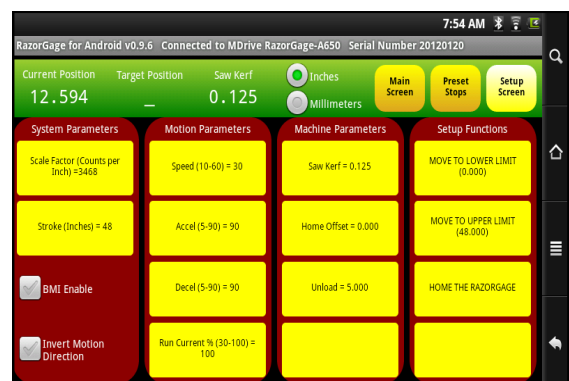 7:54 AM
RazorGage for Android v0.9.6 Connected to MDrive RazorGage-A650 Serial Number 20120120
Current Position Target Position Saw Kerf
12.594 _ 0.125
Inches
Millimeters
Main
Screen
Preset
Stops
Setup
Screen
System Parameters
Scale Factor (Counts per
Inch) =3468
Stroke (Inches) = 48
BMI Enable
Invert Motion
Direction
Motion Parameters
Speed (10-60) = 30
Accel (5-90) = 90
Decel (5-90) = 90
Run Current % (30-100) =
100
Machine Parameters
Saw Kerf = 0.125
Home Offset = 0.000
Unload = 5.000
Setup Functions
MOVE TO LOWER LIMIT
(0.000)
MOVE TO UPPER LIMIT
(48.000)
HOME THE RAZORGAGE